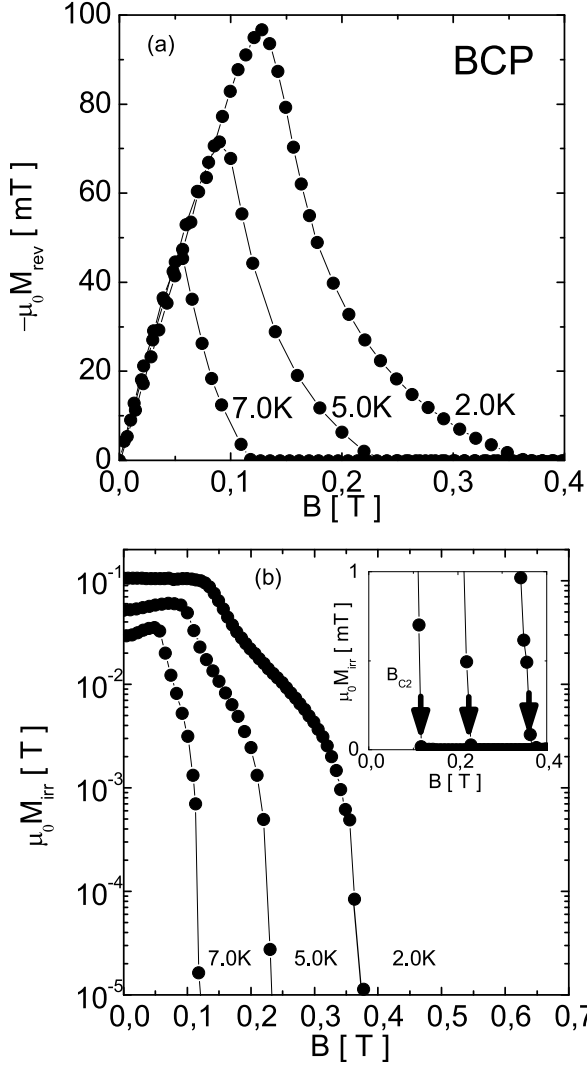 100
(a)
BCP
80
60
−μ0Mrev [ mT ]
40
20
7.0K 5.0K 2.0K
0
0,0 0,1 0,2 0,3 0,4
B [ T ]
(b)
10-1
1
μ0Mirr [ mT ]
BC2
10-2
0
0,0 0,2 0,4
B [ T ]
μ0Mirr [ T ]
10-3
10-4
7.0K 5.0K 2.0K
10-5
0,0 0,1 0,2 0,3 0,4 0,5 0,6 0,7
B [ T ]